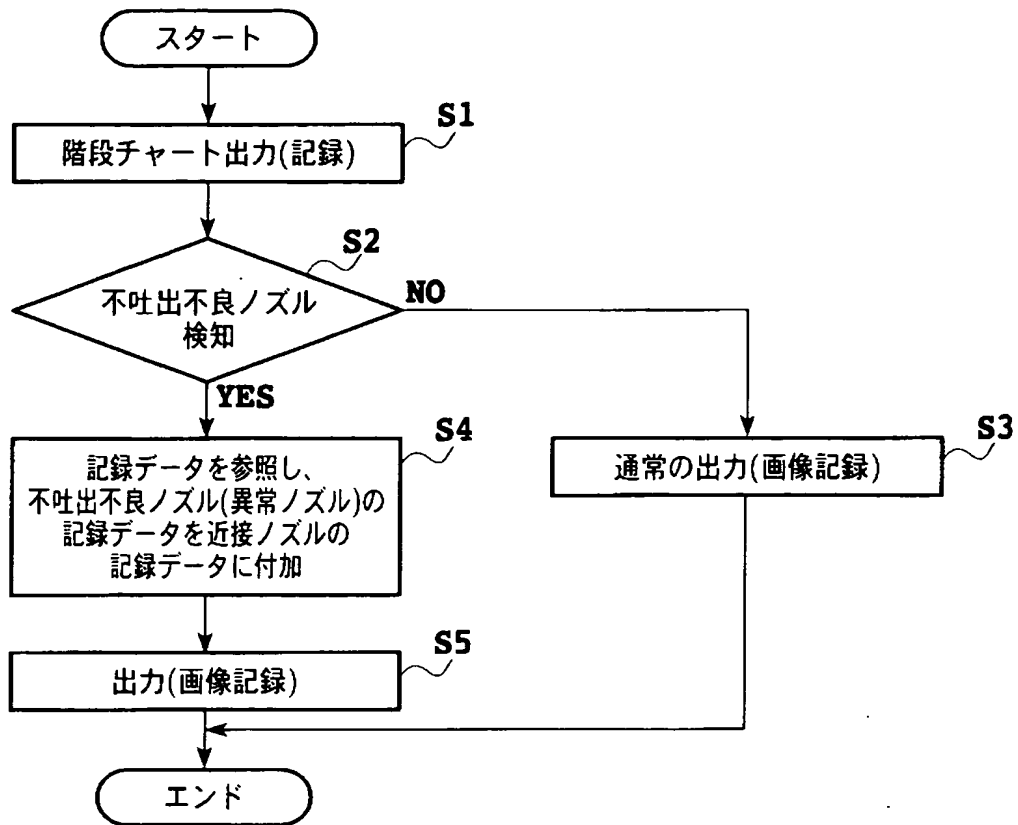 スタート
S1
階段チャート出力(記録)
S2
不吐出不良ノズル
検知
NO
YES
S4
記録データを参照し、
不吐出不良ノズル(異常ノズル)の
記録データを近接ノズルの
記録データに付加
S3
通常の出力(画像記録)
S5
出力(画像記録)
エンド